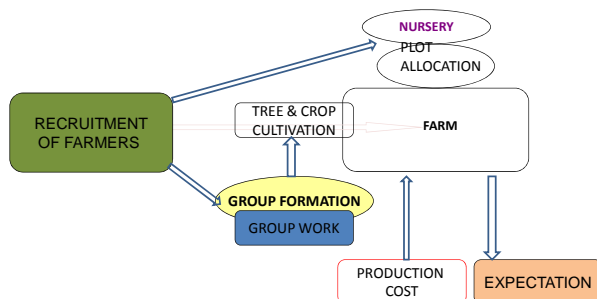 NURSERY
PLOT
ALLOCATION
RECRUITMENT
OF FARMERS
TREE & CROP
CULTIVATION
FARM
GROUP FORMATION
GROUP WORK
PRODUCTION
COST
EXPECTATION